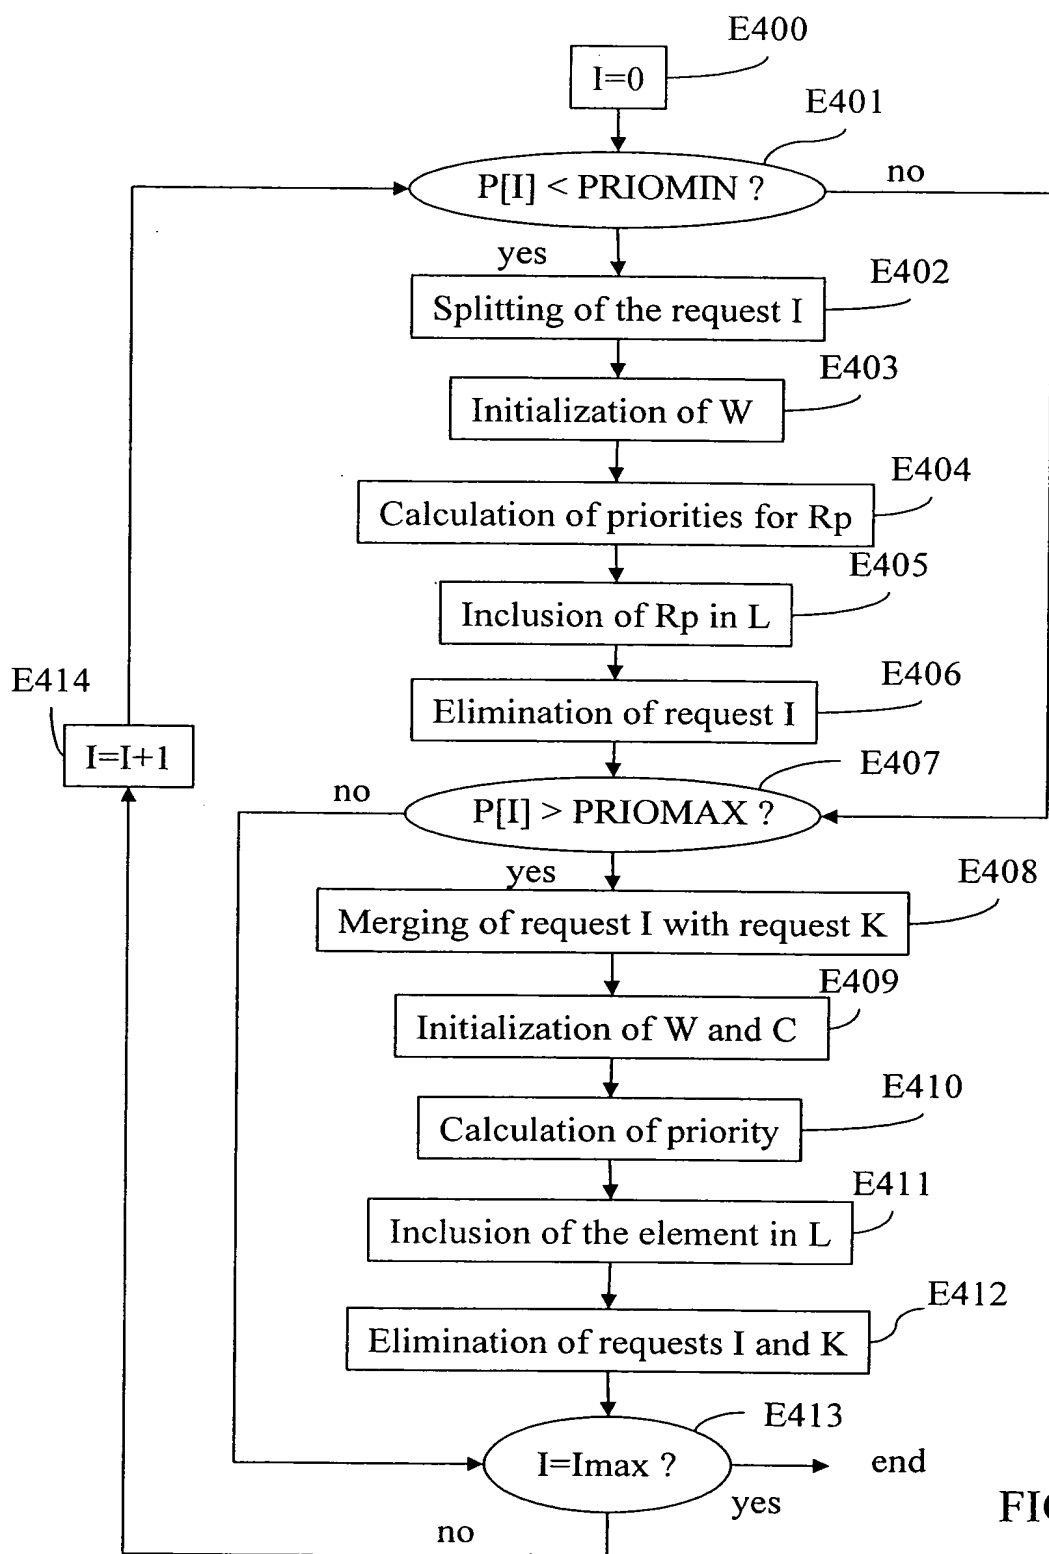 E400
I=0
E401
P[I] < PRIOMIN ?
no
yes
E402
Splitting of the request I
E403
Initialization of W
E404
Calculation of priorities for Rp
E405
Inclusion of Rp in L
E406
Elimination of request I
E414
I=I+1
E407
no
P[I] > PRIOMAX ?
yes
E408
Merging of request I with request K
E409
Initialization of W and C
E410
Calculation of priority
E411
Inclusion of the element in L
E412
Elimination of requests I and K
E413
I=Imax ?
end
yes
no